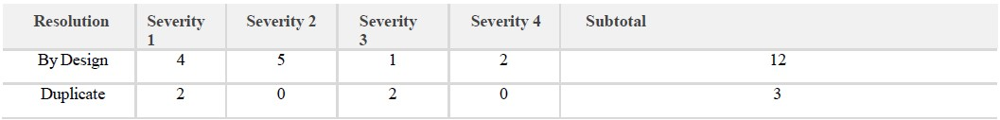 Resolution Severity 1 Severity 2 Severity 3 Severity 4 Subtotal
By Design 4 5 1 2 12
Duplicate 2 0 2 0 3